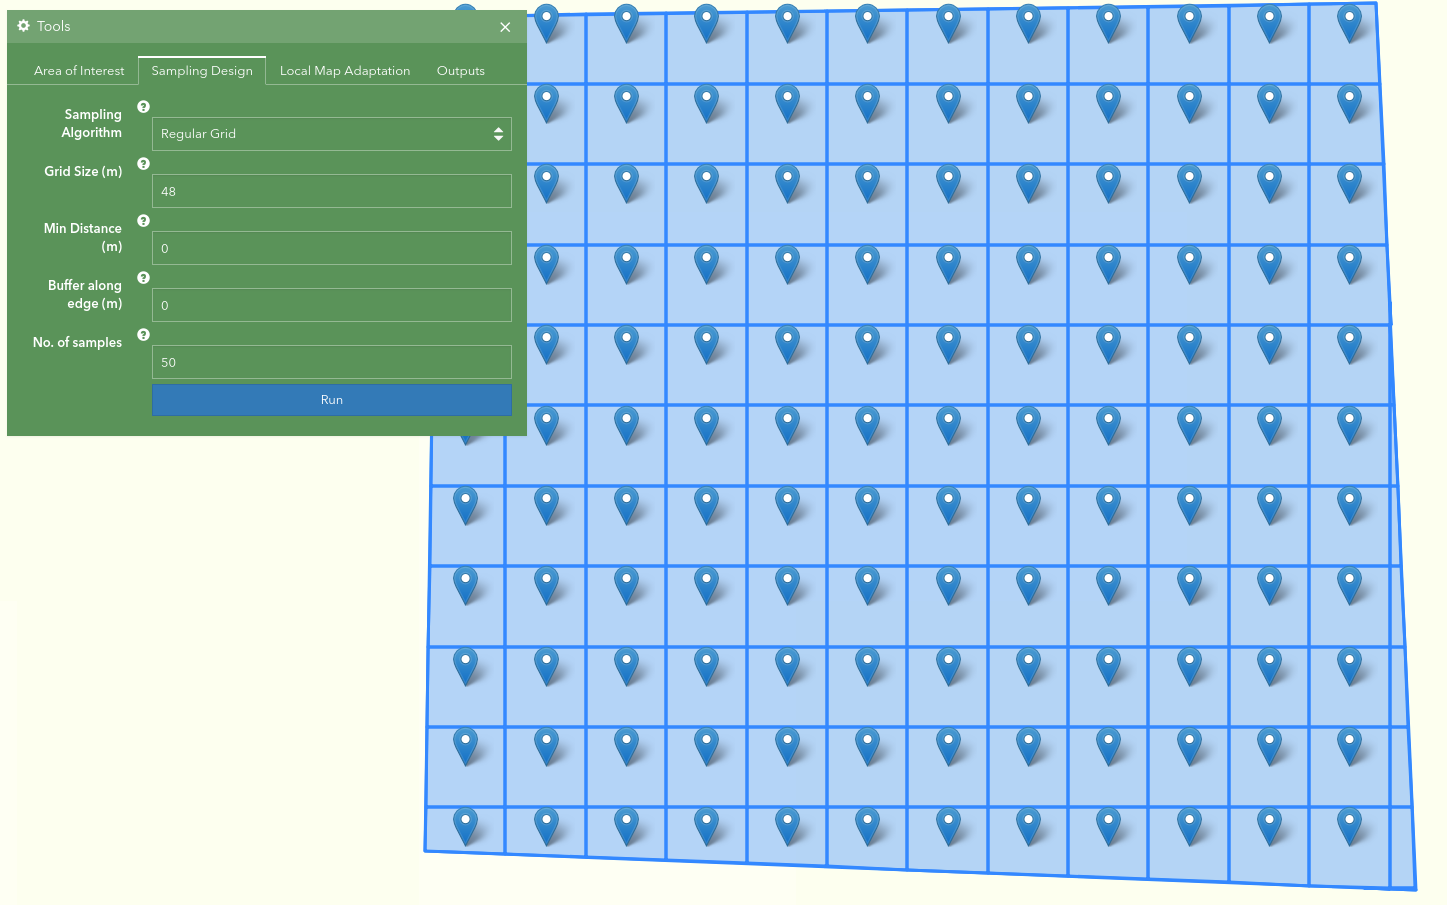 Tools
Area of Interest Sampling Design Local Map Adaptation Outputs
Sampling
Algorithm
Regular Grid
Grid Size (m)
48
Min Distance
(m)
0
Buffer along
edge (m)
0
No. of samples
50
Run